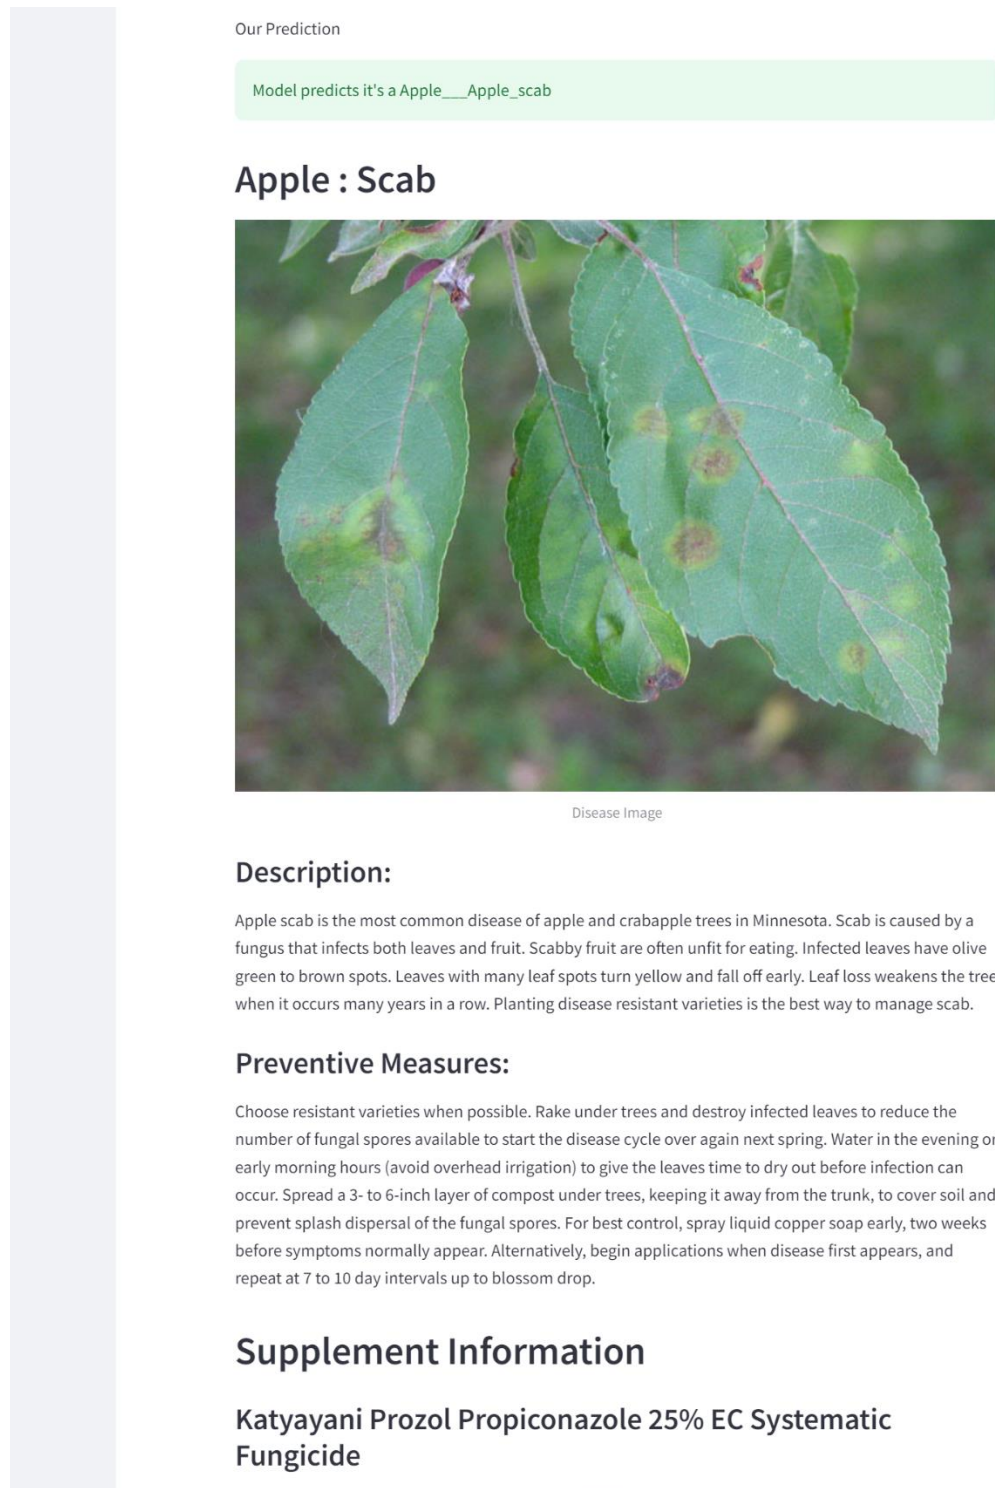 Our Prediction
Model predicts it's a Apple___Apple_scab
Apple : Scab
Disease Image
Description:
Apple scab is the most common disease of apple and crabapple trees in Minnesota. Scab is caused by a
fungus that infects both leaves and fruit. Scabby fruit are often unfit for eating. Infected leaves have olive
green to brown spots. Leaves with many leaf spots turn yellow and fall off early. Leaf loss weakens the tree
when it occurs many years in a row. Planting disease resistant varieties is the best way to manage scab.
Preventive Measures:
Choose resistant varieties when possible. Rake under trees and destroy infected leaves to reduce the
number of fungal spores available to start the disease cycle over again next spring. Water in the evening or
early morning hours (avoid overhead irrigation) to give the leaves time to dry out before infection can
occur. Spread a 3- to 6-inch layer of compost under trees, keeping it away from the trunk, to cover soil and
prevent splash dispersal of the fungal spores. For best control, spray liquid copper soap early, two weeks
before symptoms normally appear. Alternatively, begin applications when disease first appears, and
repeat at 7 to 10 day intervals up to blossom drop.
Supplement Information
Katyayani Prozol Propiconazole 25% EC Systematic
Fungicide